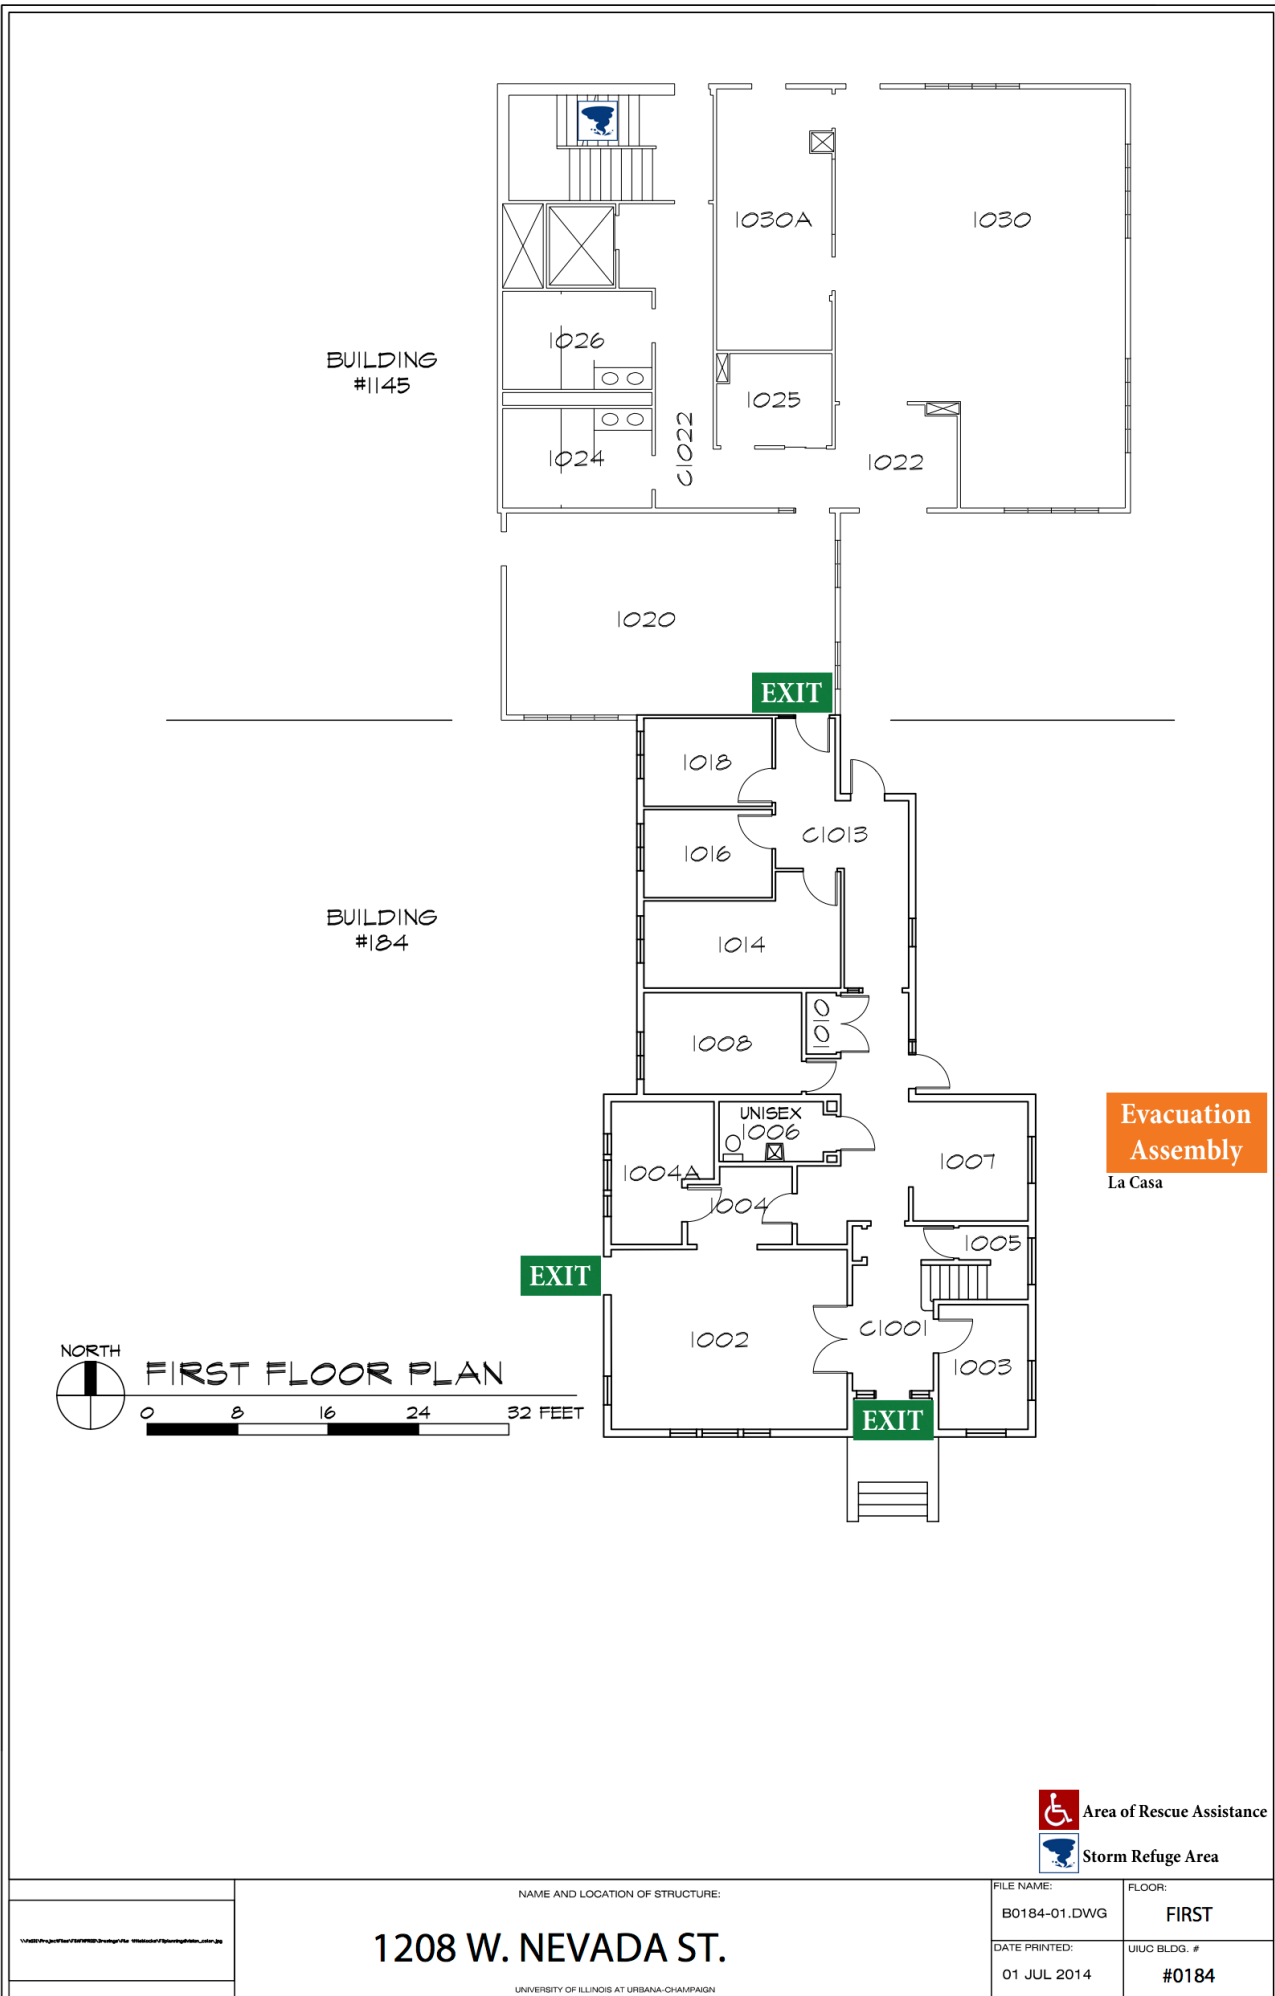 1030A
1030
1026
BUILDING
#1145
1025
C1022
1024
1022
1020
EXIT
1018
C1013
1016
BUILDING
#184
1014
1008
UNISEX
1006
Evacuation
Assembly
La Casa
1007
1004A
1004
1005
EXIT
1002
C1001
1003
NORTH
FIRST FLOOR PLAN
0 8 16 24 32 FEET
EXIT
Area of Rescue Assistance
Storm Refuge Area
NAME AND LOCATION OF STRUCTURE:
1208 W. NEVADA ST.
UNIVERSITY OF ILLINOIS AT URBANA-CHAMPAIGN
FILE NAME:
B0184-01.DWG
FLOOR:
FIRST
DATE PRINTED:
01 JUL 2014
UIUC BLDG. #
#0184